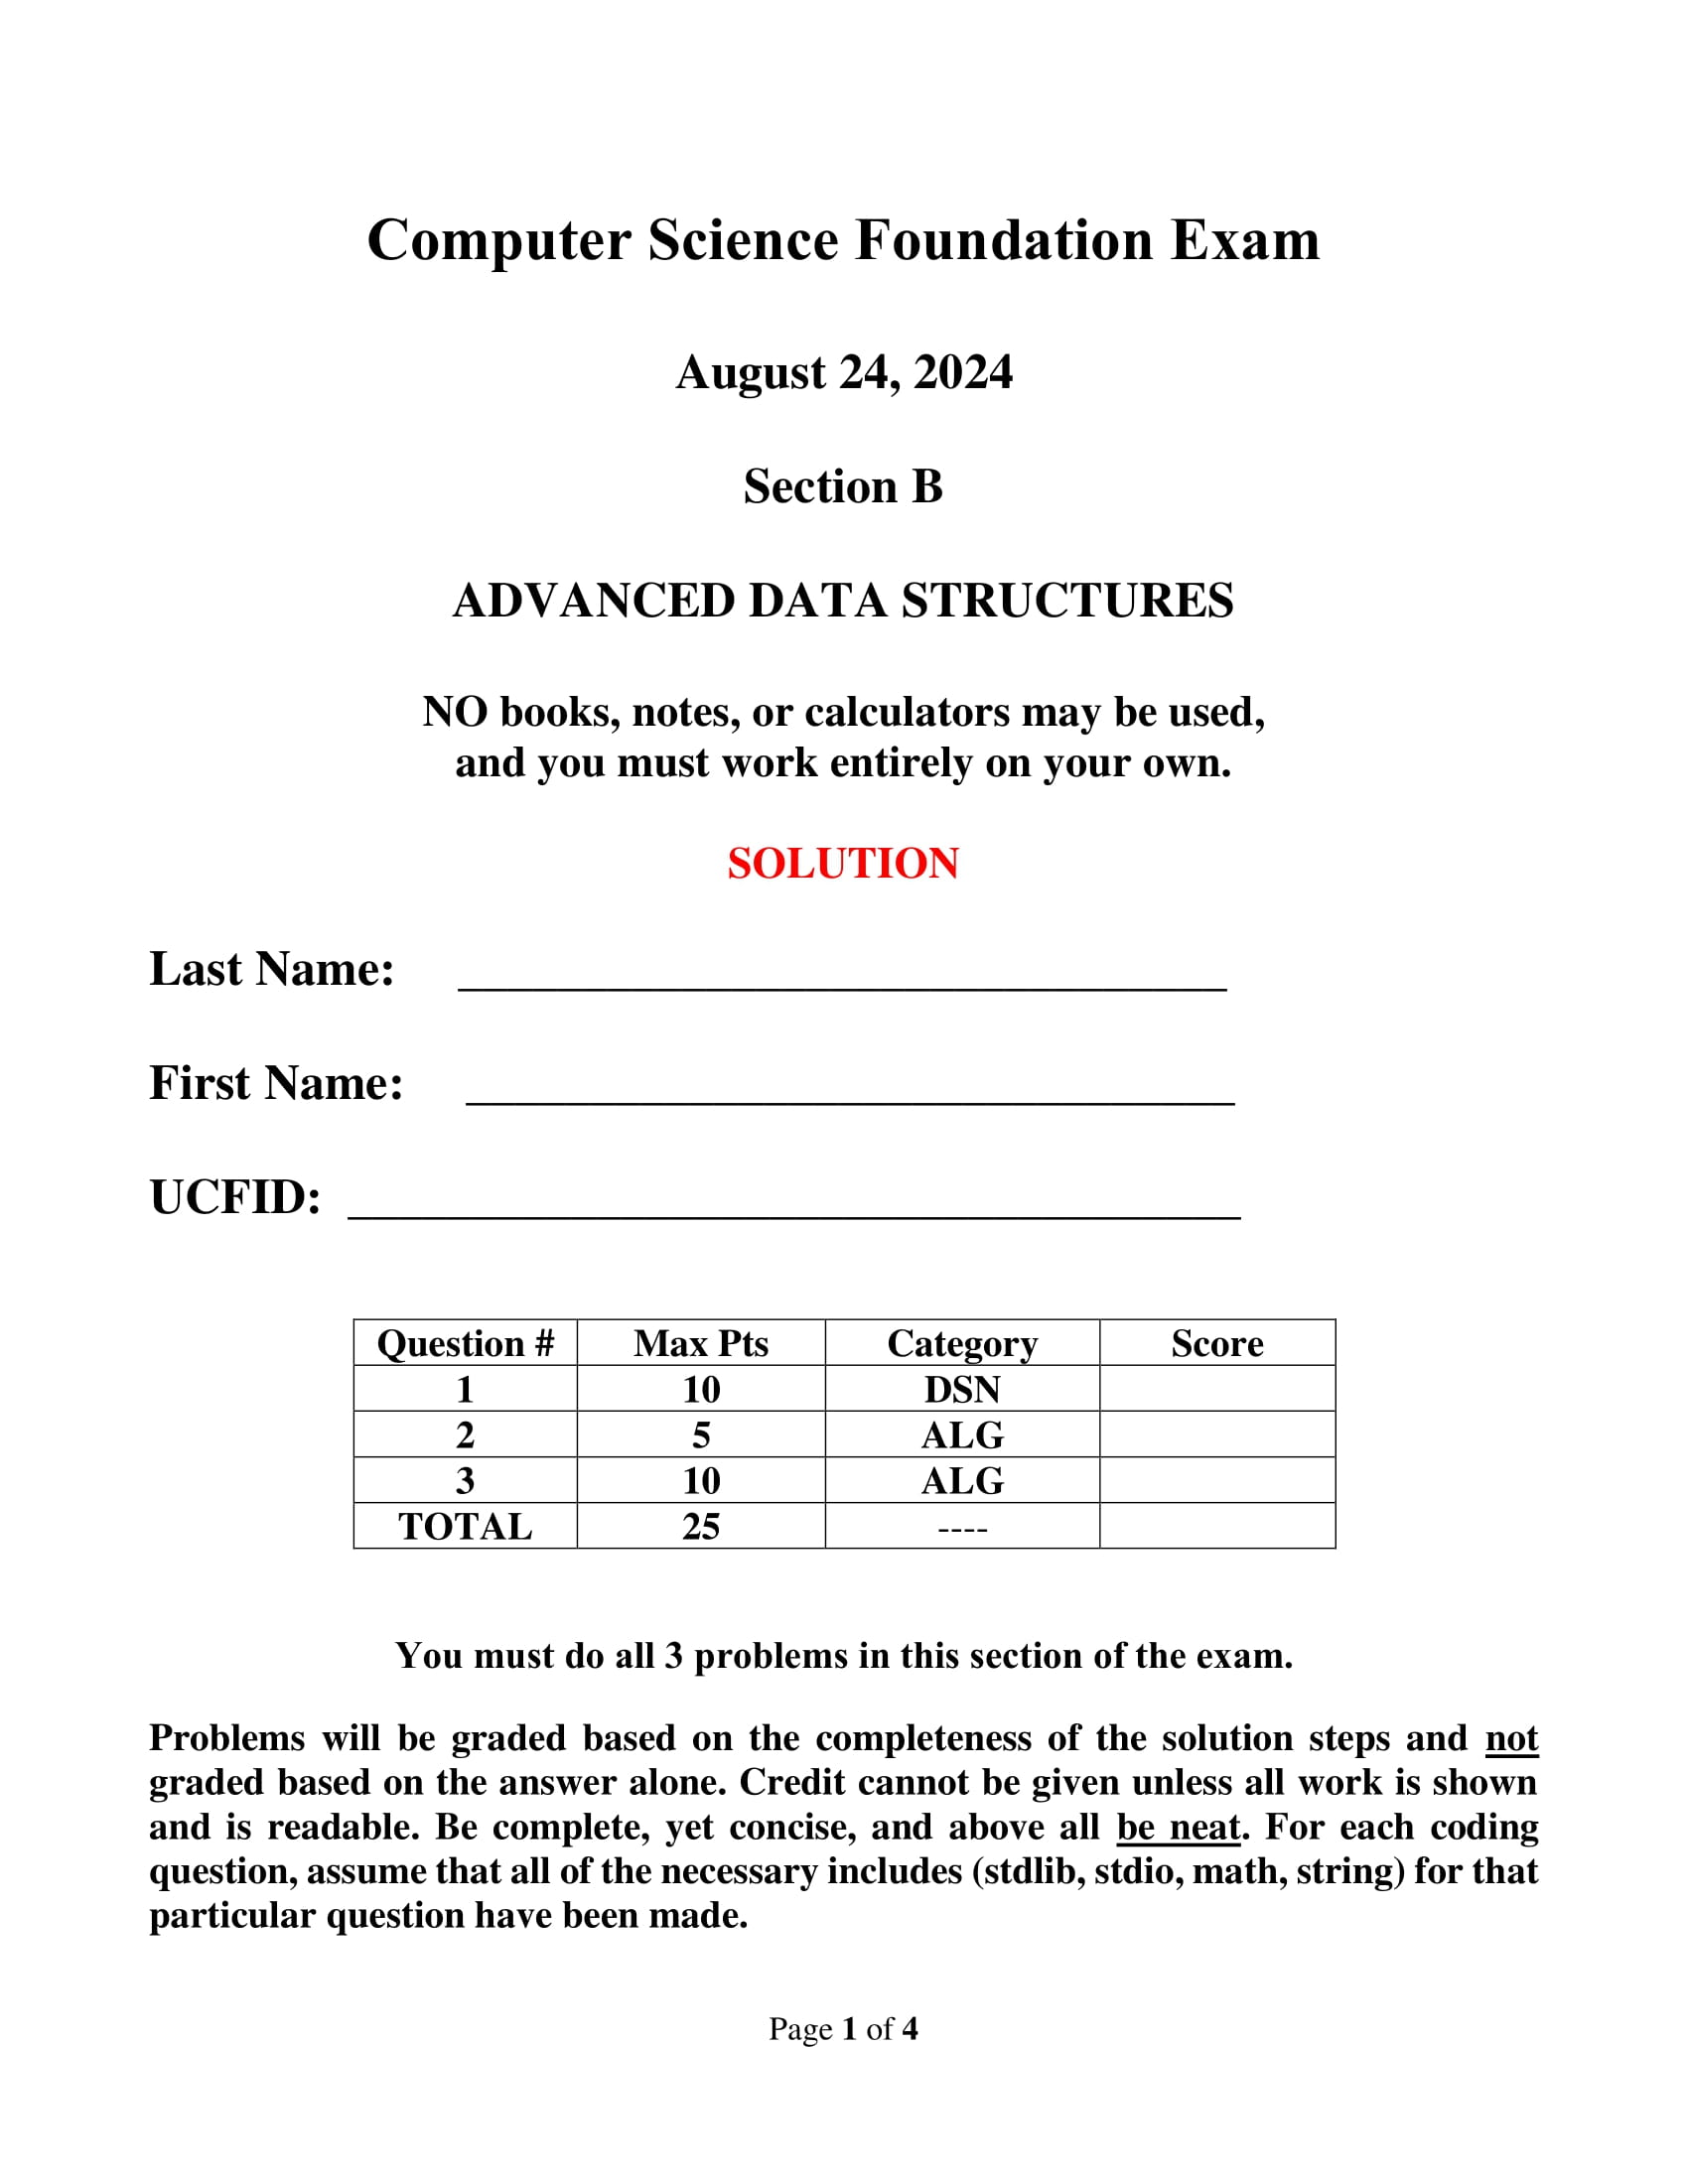 Computer Science Foundation Exam
August 24, 2024
Section B
ADVANCED DATA STRUCTURES
NO books, notes, or calculators may be used,
and you must work entirely on your own.
SOLUTION
Last Name: _______________________________
First Name: _______________________________
UCFID: ____________________________________
Question # Max Pts Category Score
1 10 DSN
2 5 ALG
3 10 ALG
TOTAL 25 ----
You must do all 3 problems in this section of the exam.
Problems will be graded based on the completeness of the solution steps and not
graded based on the answer alone. Credit cannot be given unless all work is shown
and is readable. Be complete, yet concise, and above all be neat. For each coding
question, assume that all of the necessary includes (stdlib, stdio, math, string) for that
particular question have been made.
Page 1 of 4